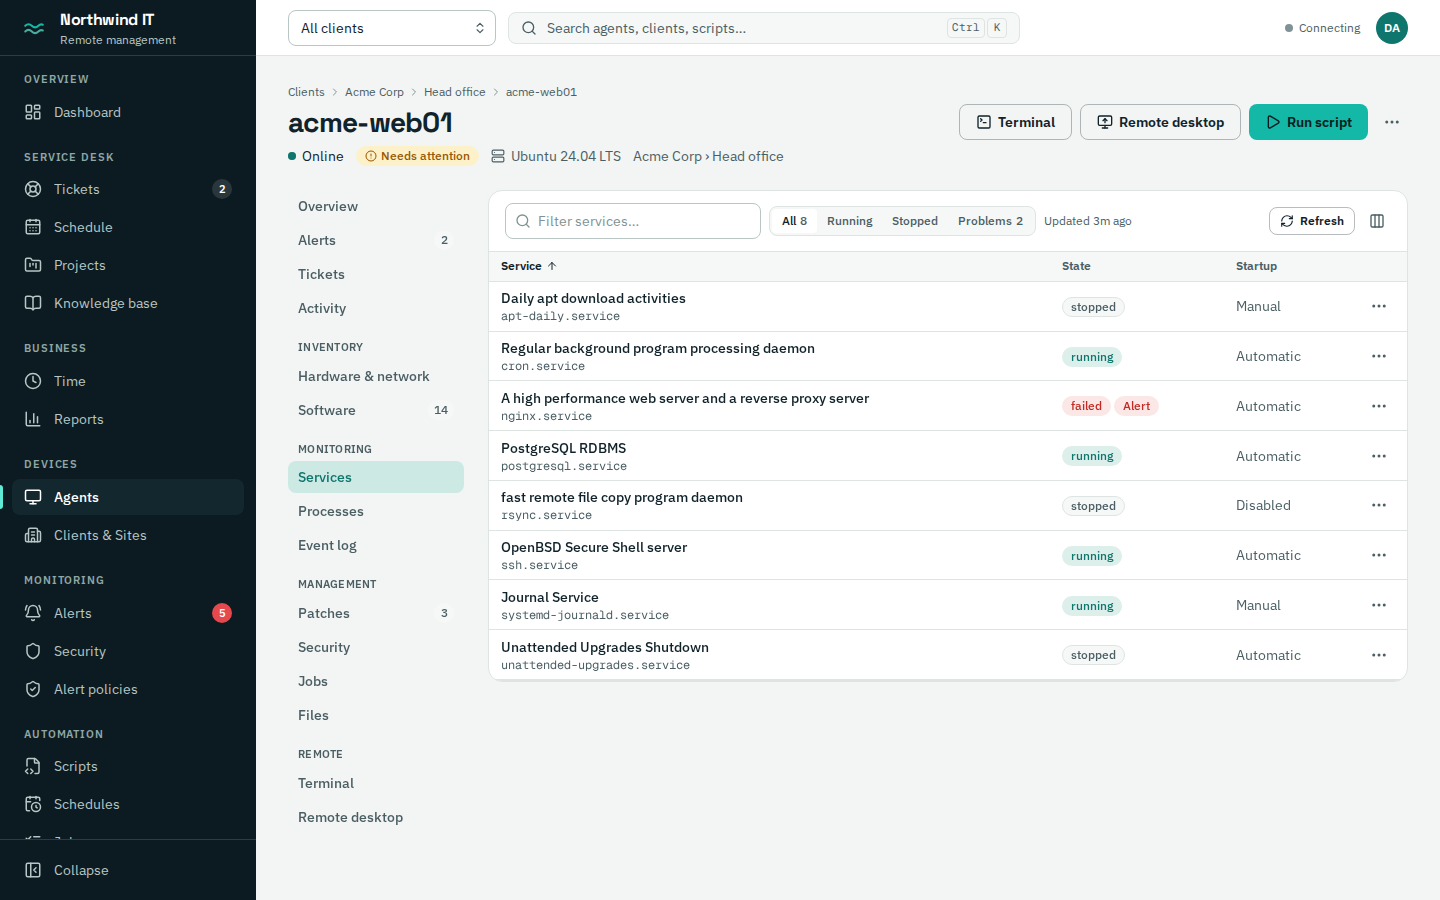 Northwind IT
Remote management
OVERVIEW
Dashboard
SERVICE DESK
Tickets 2
Schedule
Projects
Knowledge base
BUSINESS
Time
Reports
DEVICES
Agents
Clients & Sites
MONITORING
Alerts 5
Security
Alert policies
AUTOMATION
Scripts
Schedules
Collapse
All clients
Search agents, clients, scripts...
Ctrl K
Connecting
DA
Clients > Acme Corp > Head office > acme-web01
acme-web01
Online
Needs attention
Ubuntu 24.04 LTS
Acme Corp › Head office
Terminal
Remote desktop
Run script
Overview
Alerts 2
Tickets
Activity
INVENTORY
Hardware & network
Software 14
MONITORING
Services
Processes
Event log
MANAGEMENT
Patches 3
Security
Jobs
Files
REMOTE
Terminal
Remote desktop
Filter services...
All 8 Running Stopped Problems 2
Updated 3m ago
Refresh
Service State Startup
Daily apt download activities
apt-daily.service
stopped Manual
Regular background program processing daemon
cron.service
running Automatic
A high performance web server and a reverse proxy server
nginx.service
failed Alert Automatic
PostgreSQL RDBMS
postgresql.service
running Automatic
fast remote file copy program daemon
rsync.service
stopped Disabled
OpenBSD Secure Shell server
ssh.service
running Automatic
Journal Service
systemd-journald.service
running Manual
Unattended Upgrades Shutdown
unattended-upgrades.service
stopped Automatic